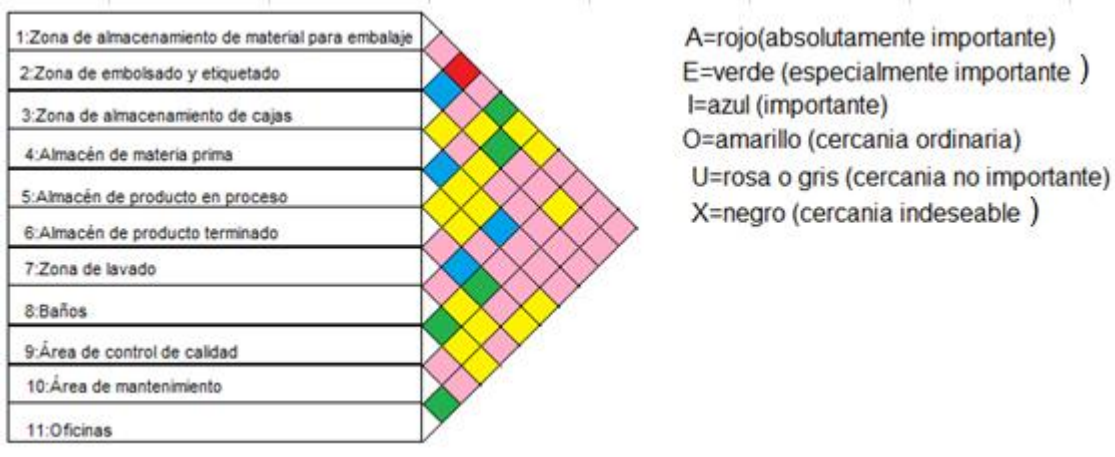 1:Zona de almacenamiento de material para embalaje
2:Zona de embolsado y etiquetado
3:Zona de almacenamiento de cajas
4:Almacén de materia prima
5:Almacén de producto en proceso
6:Almacén de producto terminado
7:Zona de lavado
8:Baños
9:Área de control de calidad
10:Área de mantenimiento
11:Oficinas
A=rojo(absolutamente importante)
E=verde (especialmente importante )
I=azul (importante)
O=amarillo (cercania ordinaria)
U=rosa o gris (cercania no importante)
X=negro (cercania indeseable )